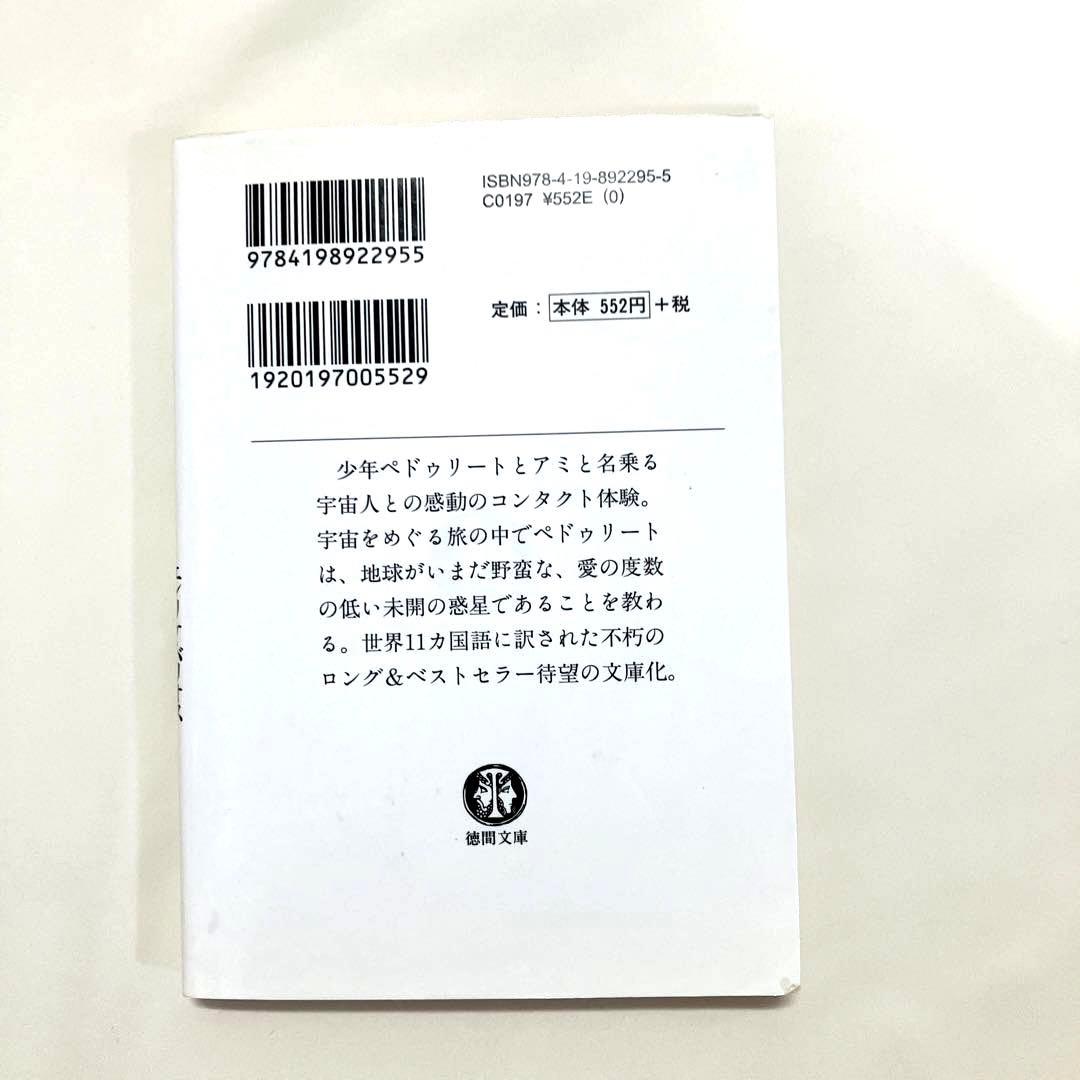 ISBN978-4-19-892295-5
C0197 ¥552E (0)
9784198922955
定価：本体 552円＋税
1920197005529
少年ペドゥリートとアミと名乗る
宇宙人との感動のコンタクト体験。
宇宙をめぐる旅の中でペドゥリート
は、地球がいまだ野蛮な、愛の度数
の低い未開の惑星であることを教わ
る。世界11カ国語に訳された不朽の
ロング＆ベストセラー待望の文庫化。
徳間文庫